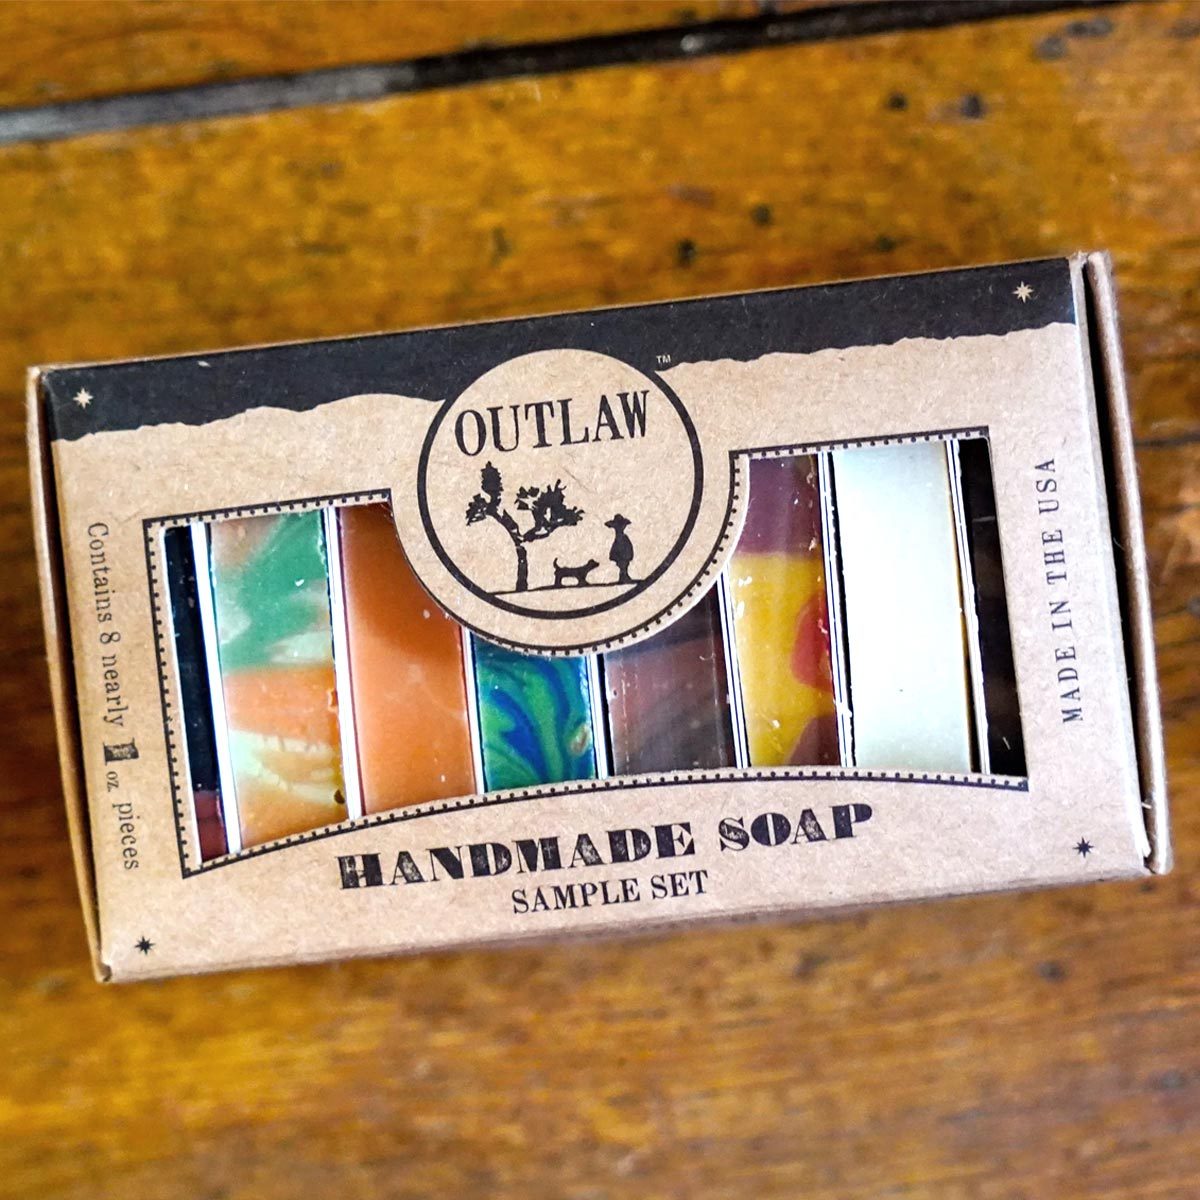 OUTLAW
TM
Contains 8 nearly 1 oz pieces
MADE IN THE USA
HANDMADE SOAP
SAMPLE SET